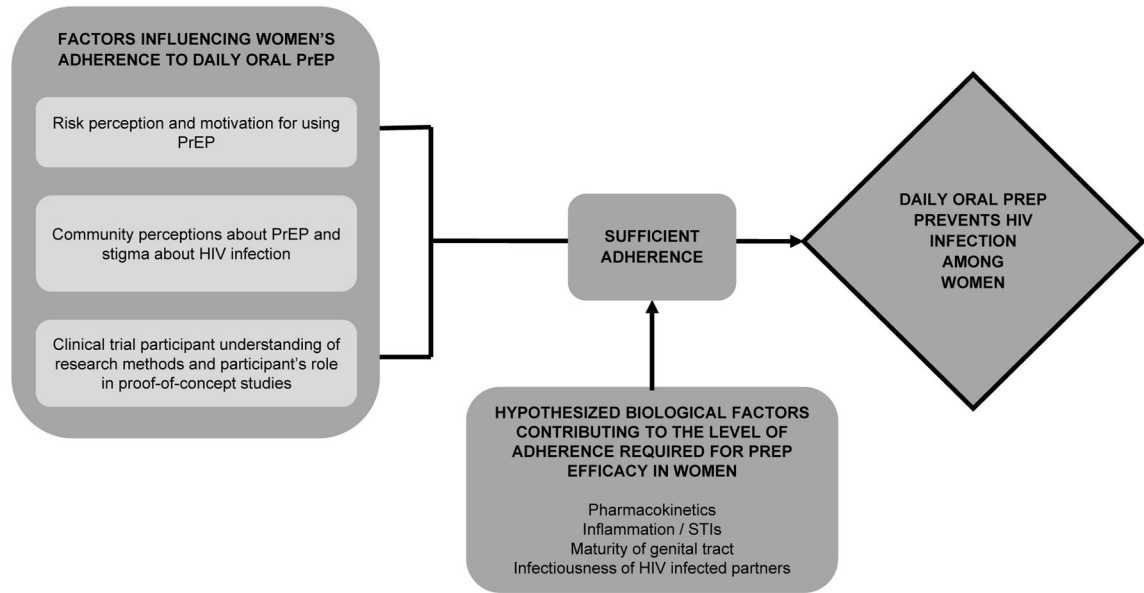 FACTORS INFLUENCING WOMEN'S
ADHERENCE TO DAILY ORAL PrEP
Risk perception and motivation for using
PrEP
Community perceptions about PrEP and
stigma about HIV infection
Clinical trial participant understanding of
research methods and participant's role
in proof-of-concept studies
SUFFICIENT
ADHERENCE
HYPOTHESIZED BIOLOGICAL FACTORS
CONTRIBUTING TO THE LEVEL OF
ADHERENCE REQUIRED FOR PREP
EFFICACY IN WOMEN
Pharmacokinetics
Inflammation / STIs
Maturity of genital tract
Infectiousness of HIV infected partners
DAILY ORAL PREP
PREVENTS HIV
INFECTION
AMONG
WOMEN